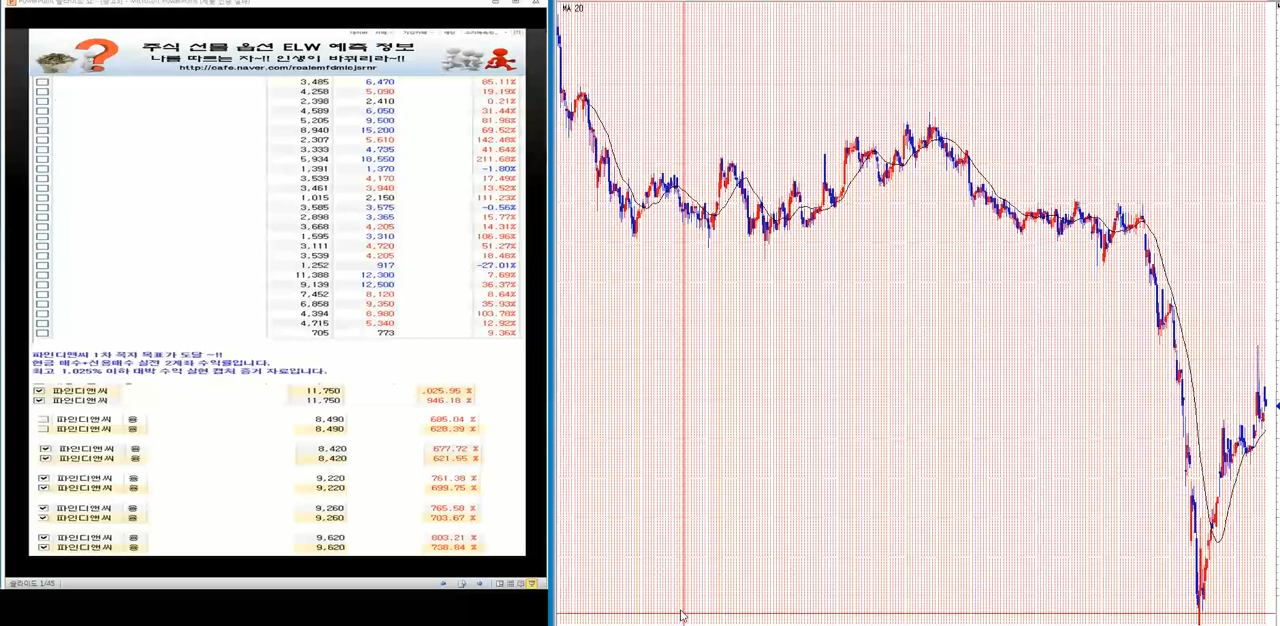 주식 선물 옵션 ELW 예측 정보
나를 따르는 자~!! 인생이 바뀌리라~!!
http://cafe.naver.com/roalemfdmlcjsrnr
3,485 6,470 85.11%
4,258 5,090 19.19%
2,398 2,410 0.21%
4,589 6,050 31.44%
5,205 9,500 81.98%
8,940 15,200 69.52%
2,307 5,610 142.48%
3,333 4,735 41.64%
5,934 18,550 211.68%
1,391 1,370 -1.80%
3,539 4,170 17.49%
3,461 3,940 13.52%
1,015 2,150 111.23%
3,585 3,575 -0.56%
2,898 3,365 15.77%
3,668 4,205 14.31%
1,595 3,310 106.96%
3,111 4,720 51.27%
3,539 4,205 18.48%
1,252 917 -27.01%
11,388 12,300 7.69%
9,139 12,500 36.37%
7,452 8,120 8.64%
6,858 9,350 35.93%
4,394 8,980 103.78%
4,715 5,340 12.92%
705 773 9.36%
파인디앤씨 1차 쪽지 목표가 도달 ~!!
현금 매수+신용매수 실전 2계좌 수익률입니다.
최고 1.025% 이하 대박 수익 실현 캡처 증거 자료입니다.
파인디앤씨 11,750 ,025.95 %
파인디앤씨 11,750 946.18 %
파인디앤씨 융 8,490 685.04 %
파인디앤씨 융 8,490 628.39 %
파인디앤씨 융 8,420 677.72 %
파인디앤씨 융 8,420 621.55 %
파인디앤씨 융 9,220 761.38 %
파인디앤씨 융 9,220 699.75 %
파인디앤씨 융 9,260 765.58 %
파인디앤씨 융 9,260 703.67 %
파인디앤씨 융 9,620 803.21 %
파인디앤씨 융 9,620 738.84 %
슬라이드 1/45
MA 20